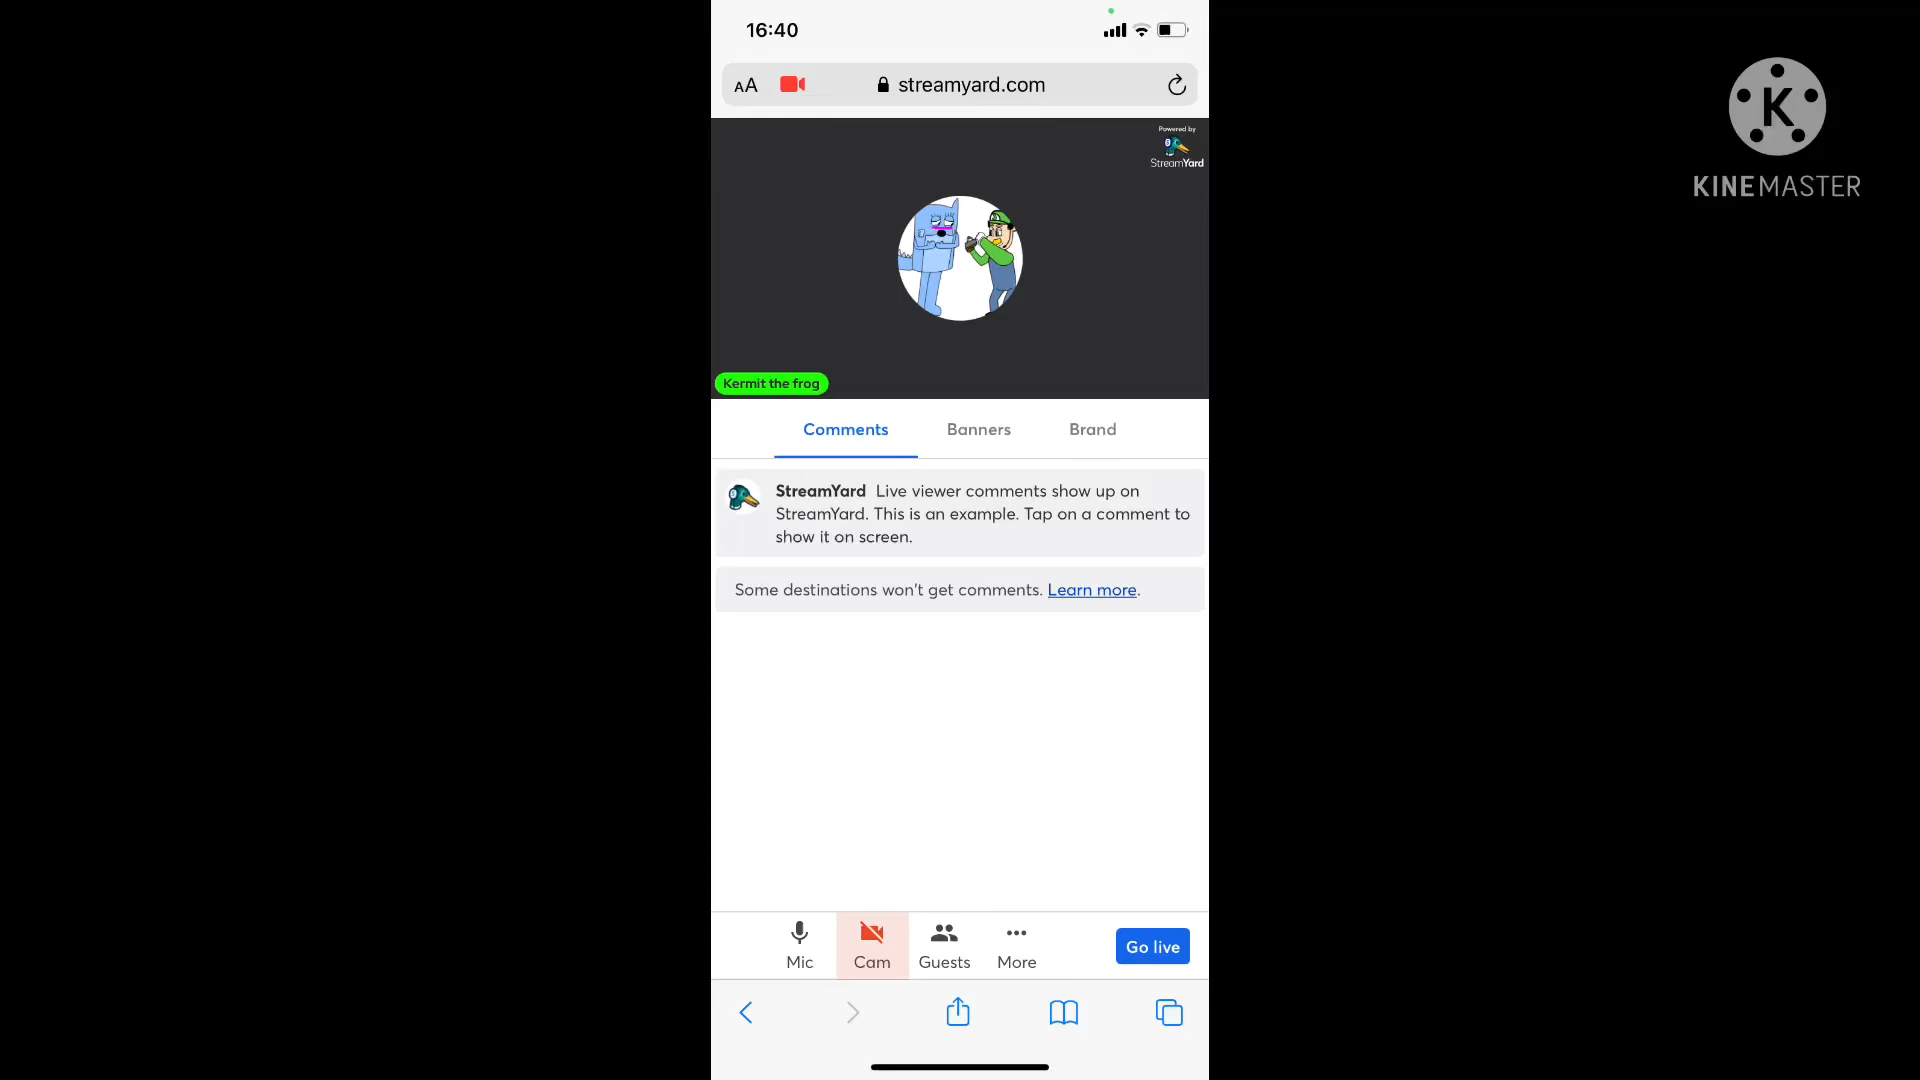 16:40
AA
streamyard.com
Powered by
StreamYard
K
KINEMASTER
Kermit the frog
Comments
Banners
Brand
StreamYard Live viewer comments show up on
StreamYard. This is an example. Tap on a comment to
show it on screen.
Some destinations won't get comments. Learn more.
Mic
Cam
Guests
More
Go live